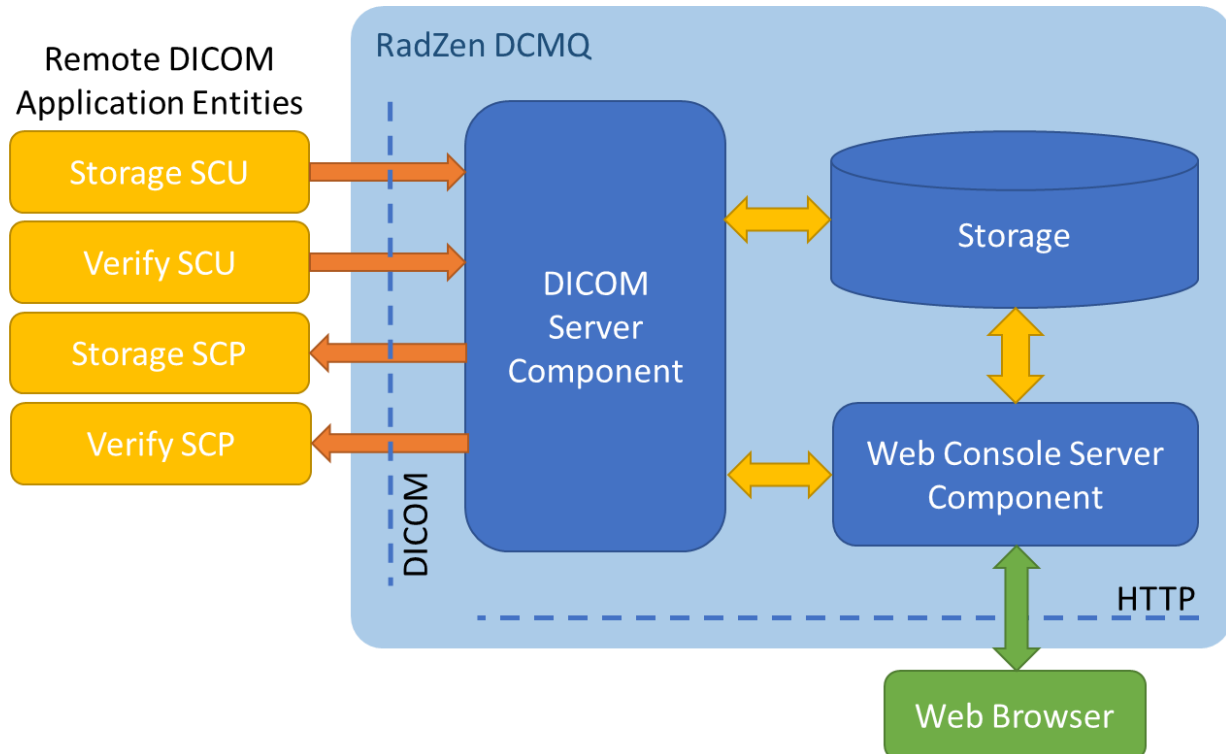 RadZen DCMQ
Remote DICOM
Application Entities
Storage SCU
Verify SCU
Storage SCP
Verify SCP
DICOM
DICOM
Server
Component
Storage
Web Console Server
Component
HTTP
Web Browser